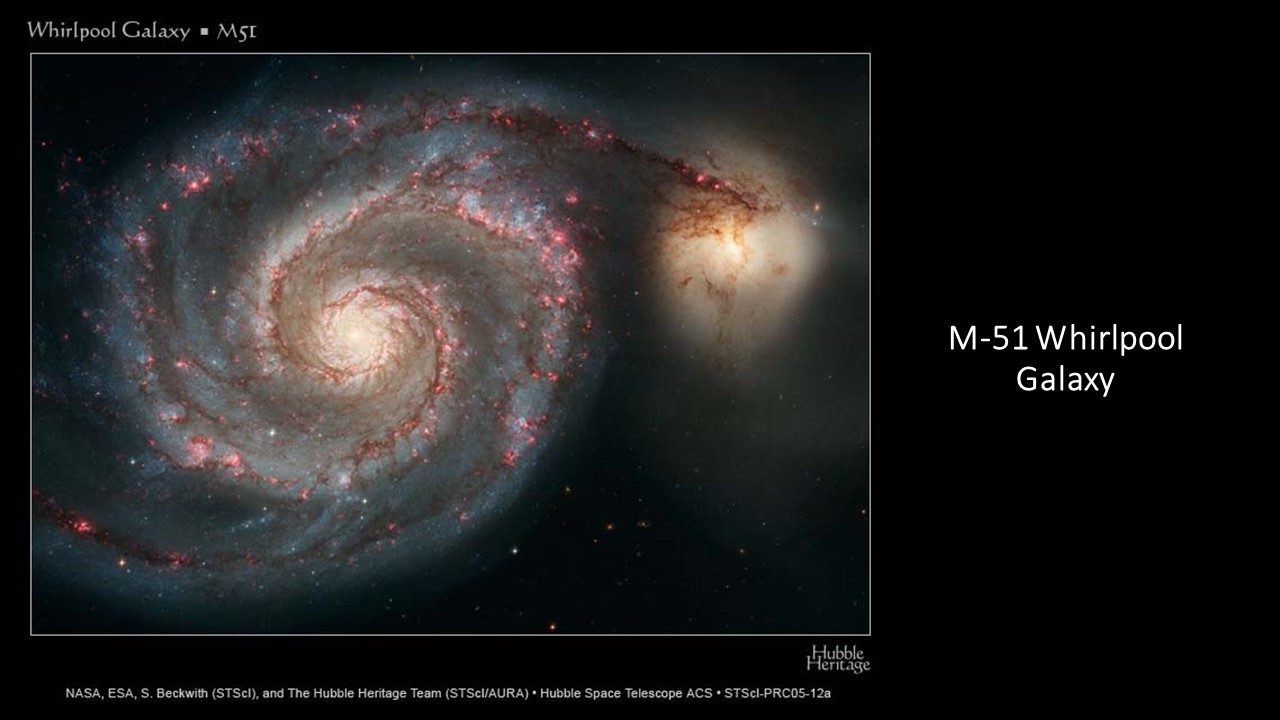 Whirlpool Galaxy ▪ M51
M-51 Whirlpool
Galaxy
Hubble
Heritage
NASA, ESA, S. Beckwith (STScI), and The Hubble Heritage Team (STScI/AURA) • Hubble Space Telescope ACS • STScI-PRC05-12a